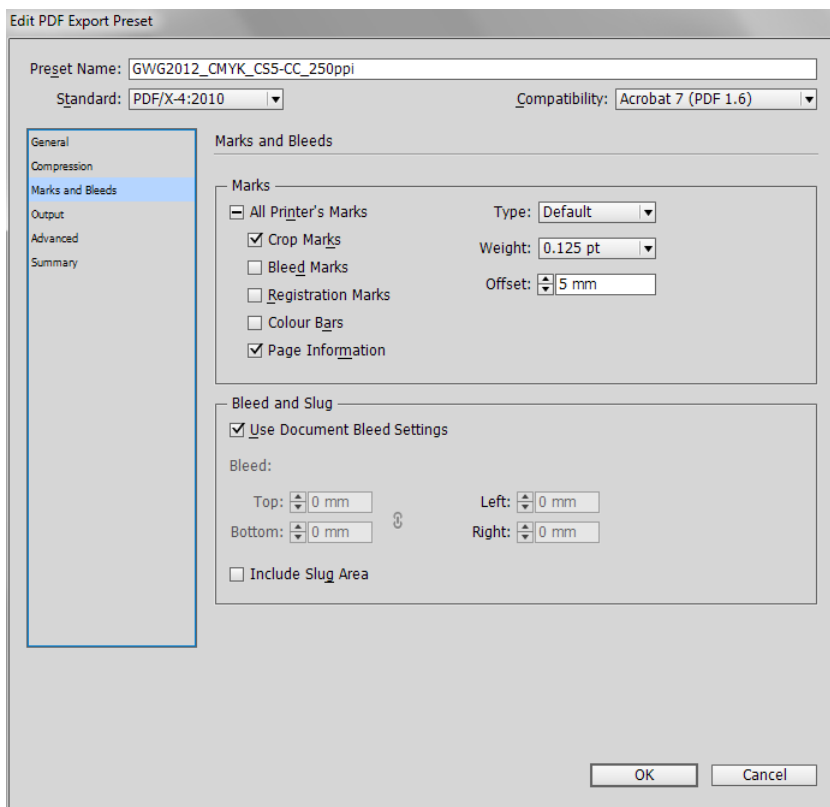 Edit PDF Export Preset
Preset Name: GWG2012_CMYK_CS5-CC_250ppi
Standard: PDF/X-4:2010 Compatibility: Acrobat 7 (PDF 1.6)
General
Compression
Marks and Bleeds
Output
Advanced
Summary
Marks and Bleeds
Marks
All Printer's Marks
Crop Marks
Bleed Marks
Registration Marks
Colour Bars
Page Information
Type: Default
Weight: 0.125 pt
Offset: 5 mm
Bleed and Slug
Use Document Bleed Settings
Bleed:
Top: 0 mm Left: 0 mm
Bottom: 0 mm Right: 0 mm
Include Slug Area
OK Cancel